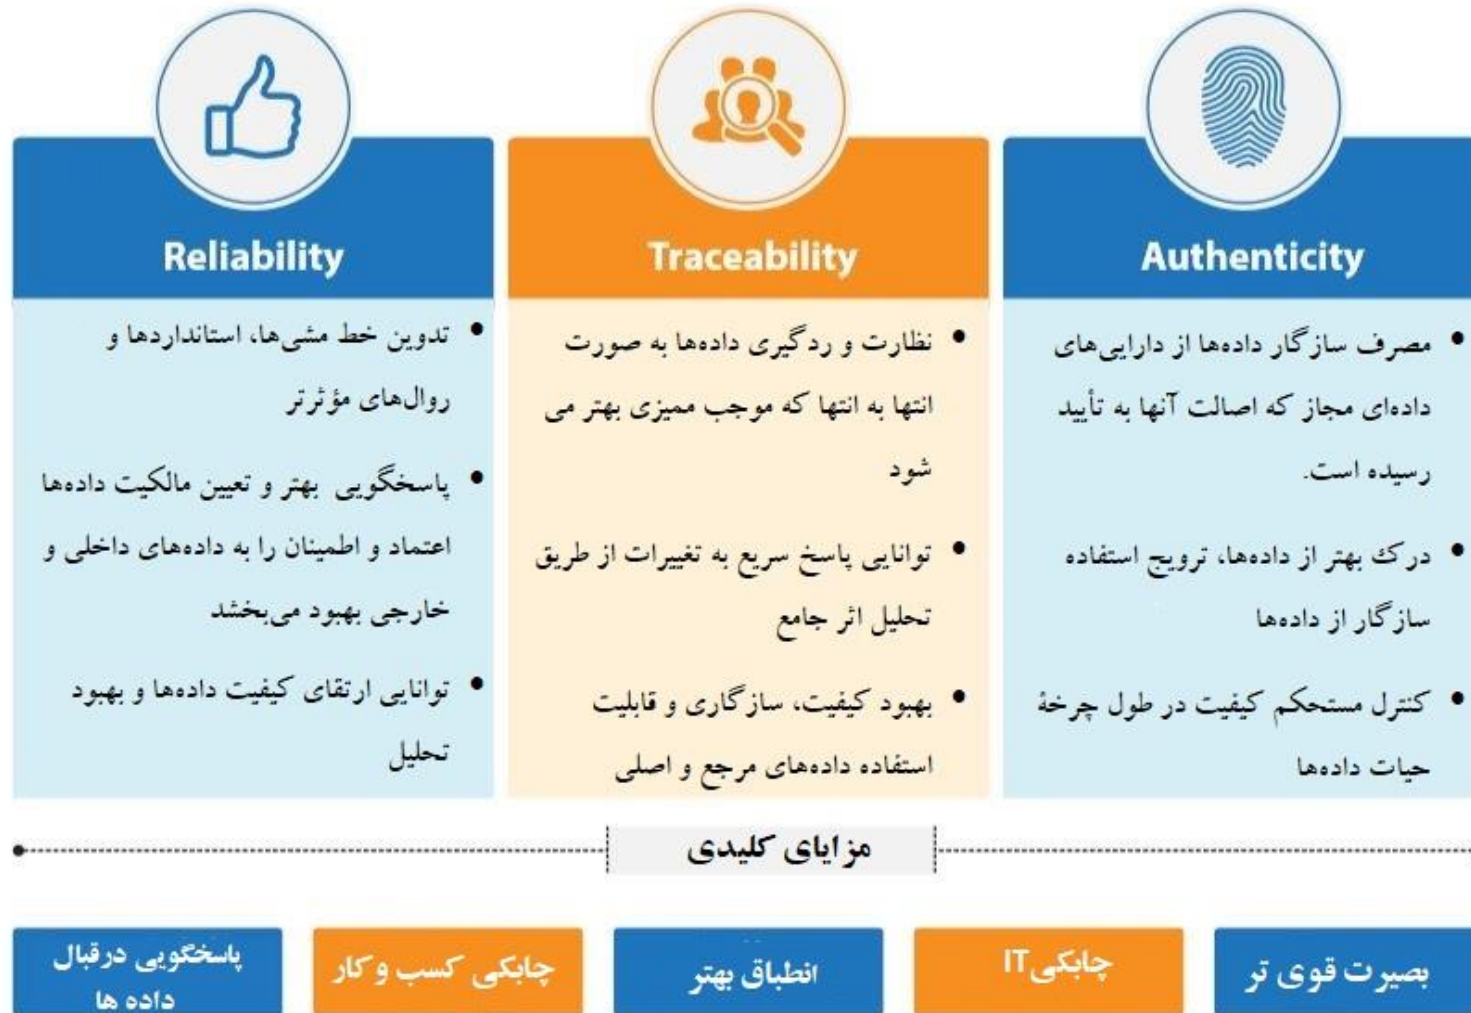 Reliability
تدوین خط مشی‌ها، استانداردها و
روال‌های مؤثرتر
پاسخگویی بهتر و تعیین مالکیت داده‌ها
اعتماد و اطمینان را به داده‌های داخلی و
خارجی بهبود می‌بخشد
توانایی ارتقای کیفیت داده‌ها و بهبود
تحلیل
Traceability
نظارت و ردگیری داده‌ها به صورت
انتها به انتها که موجب ممیزی بهتر می
شود
توانایی پاسخ سریع به تغییرات از طریق
تحلیل اثر جامع
بهبود کیفیت، سازگاری و قابلیت
استفاده داده‌های مرجع و اصلی
Authenticity
مصرف سازگار داده‌ها از دارایی‌های
داده‌ای مجاز که اصالت آنها به تأیید
رسیده است.
درک بهتر از داده‌ها، ترویج استفاده
سازگار از داده‌ها
کنترل مستحکم کیفیت در طول چرخهٔ
حیات داده‌ها
مزایای کلیدی
پاسخگویی درقبال
داده ها
چابکی کسب و کار
انطباق بهتر
چابکی IT
بصیرت قوی تر